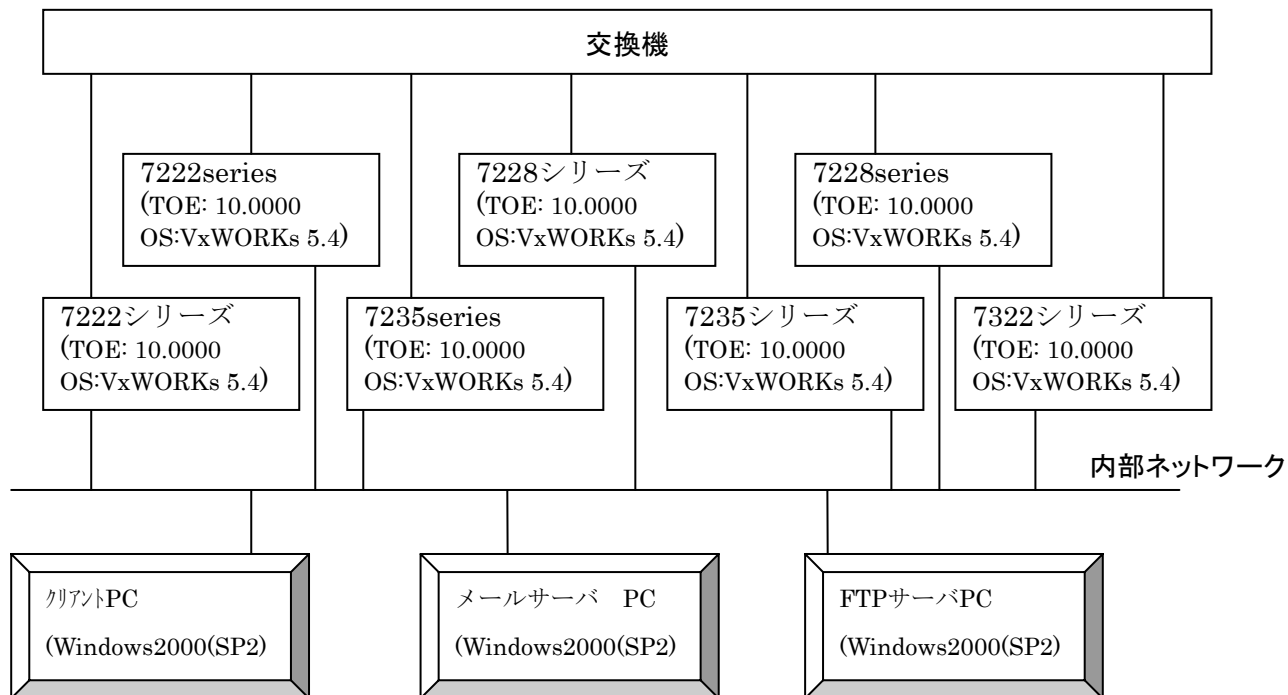 交換機
7222series
(TOE: 10.0000
OS:VxWORKs 5.4)
7228シリーズ
(TOE: 10.0000
OS:VxWORKs 5.4)
7228series
(TOE: 10.0000
OS:VxWORKs 5.4)
7222シリーズ
(TOE: 10.0000
OS:VxWORKs 5.4)
7235series
(TOE: 10.0000
OS:VxWORKs 5.4)
7235シリーズ
(TOE: 10.0000
OS:VxWORKs 5.4)
7322シリーズ
(TOE: 10.0000
OS:VxWORKs 5.4)
内部ネットワーク
ｸﾘｱﾝﾄPC
(Windows2000(SP2)
メールサーバ　PC
(Windows2000(SP2)
FTPサーバPC
(Windows2000(SP2)